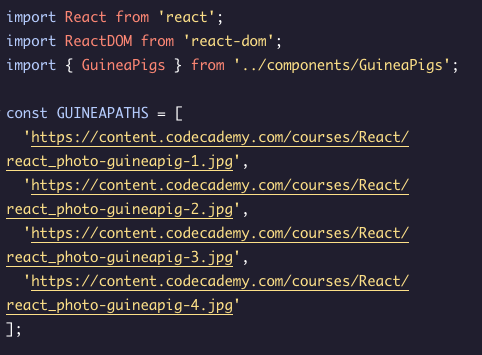 import React from 'react';
import ReactDOM from 'react-dom';
import { GuineaPigs } from '../components/GuineaPigs';
const GUINEAPATHS = [
'https://content.codecademy.com/courses/React/
react_photo-guineapig-1.jpg',
'https://content.codecademy.com/courses/React/
react_photo-guineapig-2.jpg',
'https://content.codecademy.com/courses/React/
react_photo-guineapig-3.jpg',
'https://content.codecademy.com/courses/React/
react_photo-guineapig-4.jpg'
];